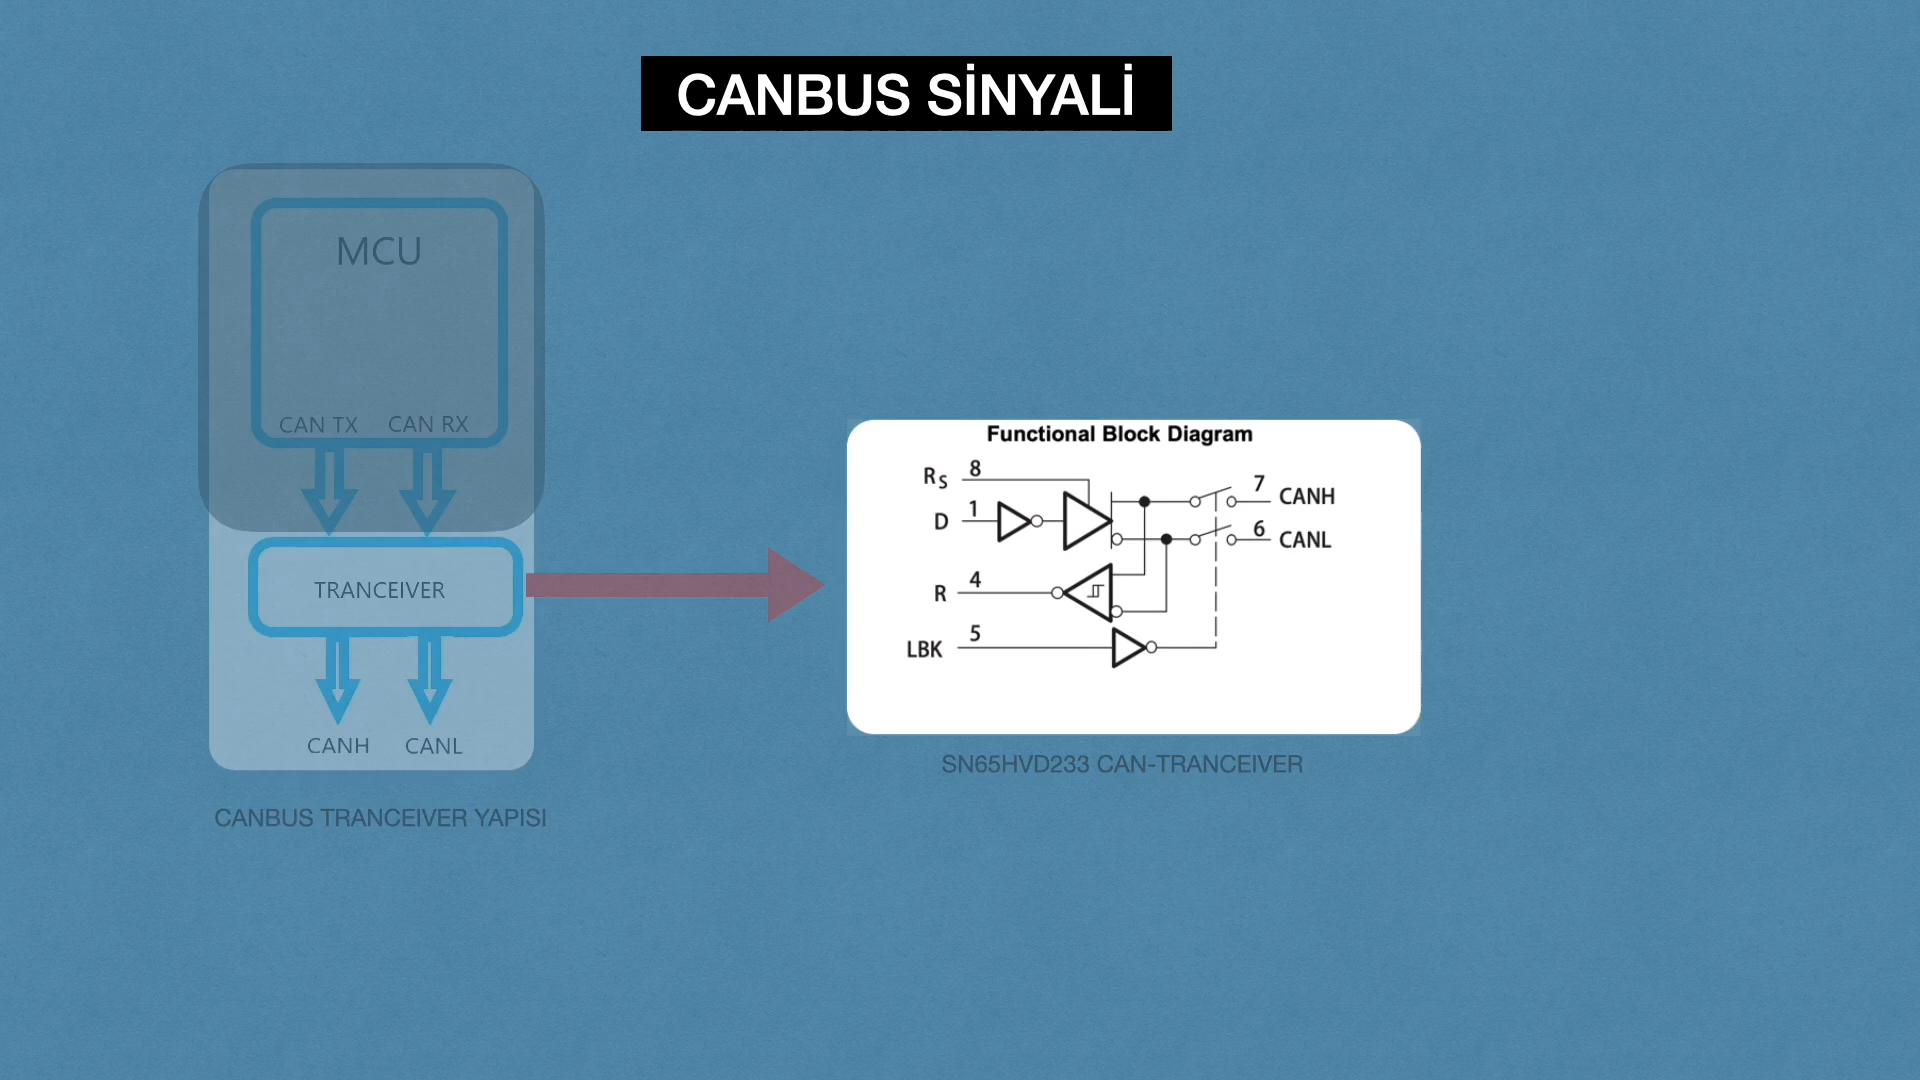 CANBUS SİNYALİ
MCU
CAN TX CAN RX
TRANCEIVER
CANH CANL
CANBUS TRANCEIVER YAPISI
Functional Block Diagram
RS 8
D 1
R 4
LBK 5
7 CANH
6 CANL
SN65HVD233 CAN-TRANCEIVER